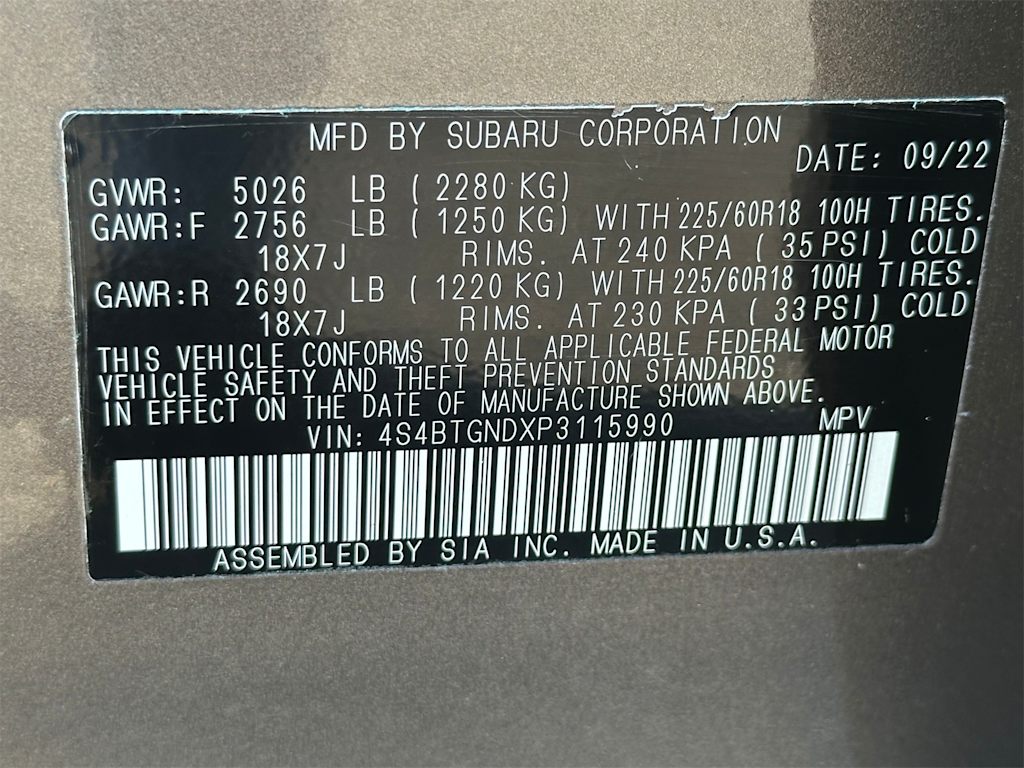 MFD BY SUBARU CORPORATION
DATE: 09/22
GVWR: 5026 LB ( 2280 KG)
GAWR:F 2756 LB ( 1250 KG) WITH 225/60R18 100H TIRES.
18X7J RIMS. AT 240 KPA ( 35 PSI) COLD
GAWR:R 2690 LB ( 1220 KG) WITH 225/60R18 100H TIRES.
18X7J RIMS. AT 230 KPA ( 33 PSI) COLD
THIS VEHICLE CONFORMS TO ALL APPLICABLE FEDERAL MOTOR
VEHICLE SAFETY AND THEFT PREVENTION STANDARDS
IN EFFECT ON THE DATE OF MANUFACTURE SHOWN ABOVE.
VIN: 4S4BTGNDXP3115990 MPV
ASSEMBLED BY SIA INC. MADE IN U.S.A.